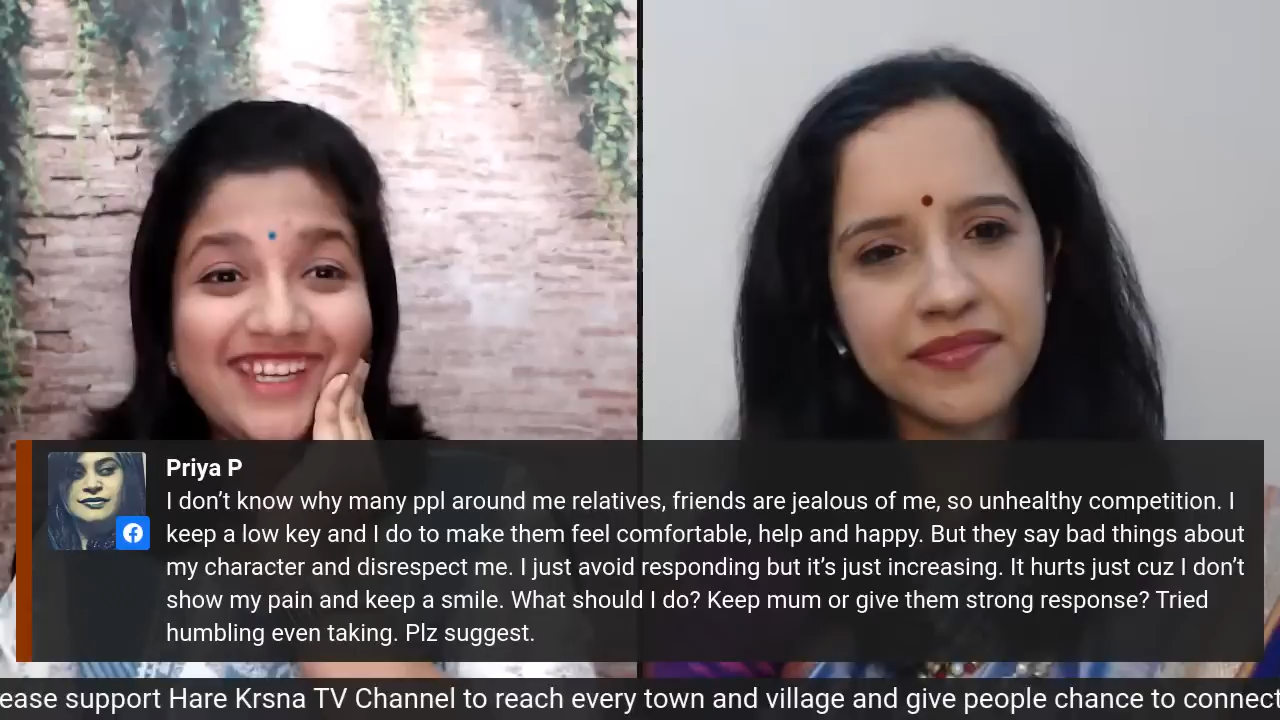 Priya P
I don’t know why many ppl around me relatives, friends are jealous of me, so unhealthy competition. I
keep a low key and I do to make them feel comfortable, help and happy. But they say bad things about
my character and disrespect me. I just avoid responding but it’s just increasing. It hurts just cuz I don’t
show my pain and keep a smile. What should I do? Keep mum or give them strong response? Tried
humbling even taking. Plz suggest.
ease support Hare Krsna TV Channel to reach every town and village and give people chance to connect